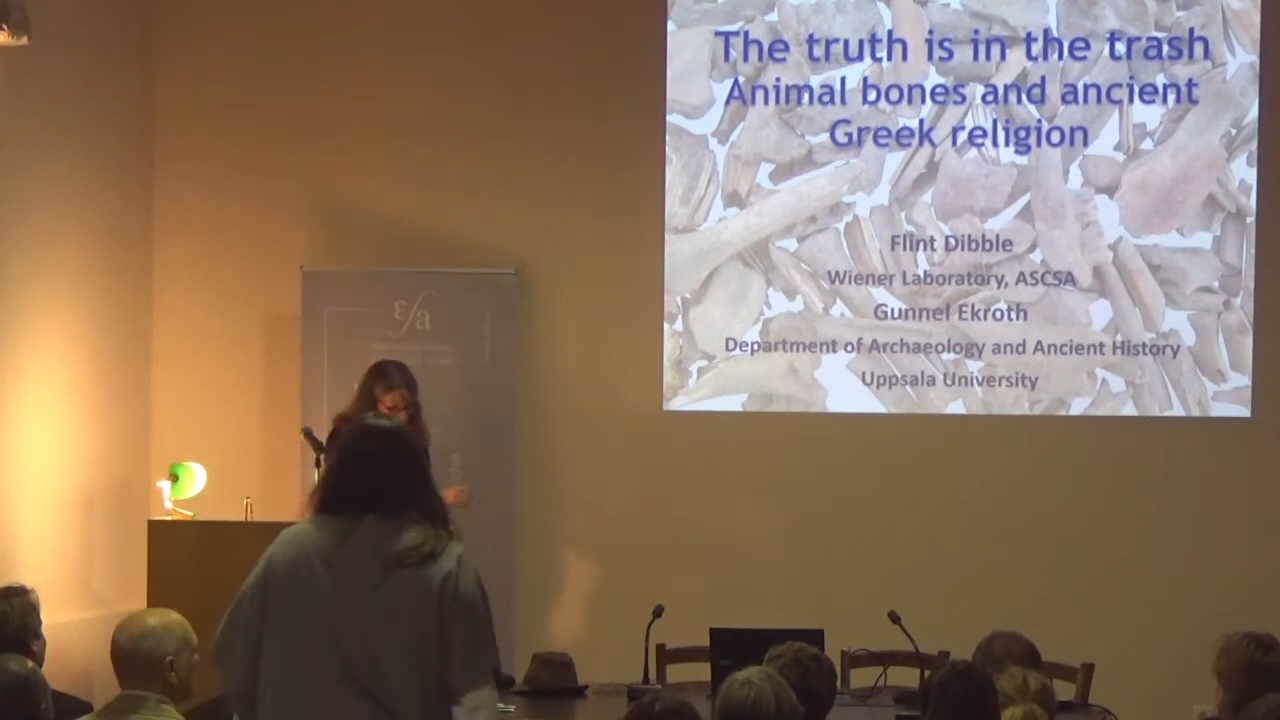 The truth is in the trash
Animal bones and ancient
Greek religion
Flint Dibble
Wiener Laboratory, ASCSA
Gunnel Ekroth
Department of Archaeology and Ancient History
Uppsala University
εfa